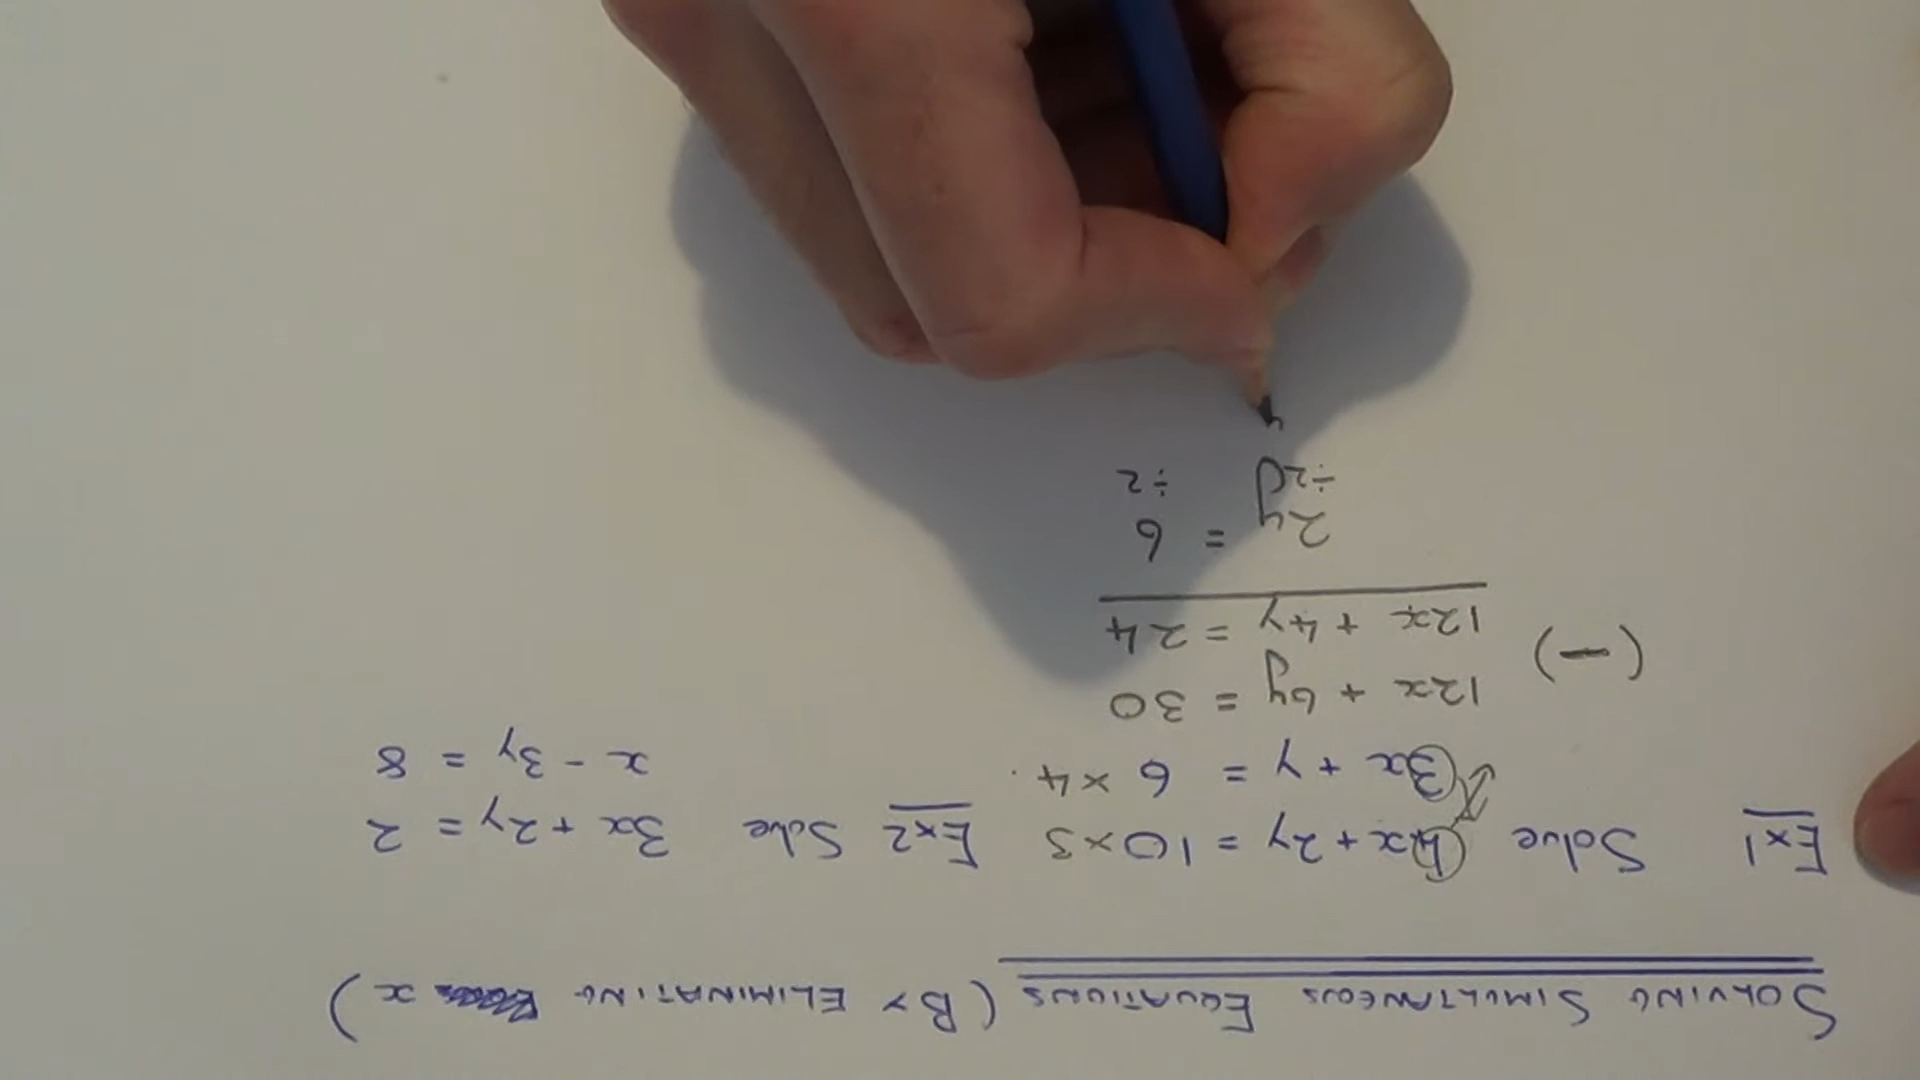 SOLVING SIMULTANEOUS EQUATIONS (BY ELIMINATING x)
Ex1 Solve 4x + 2y = 10 ×3
3x + y = 6 ×4
12x + 6y = 30
(-) 12x + 4y = 24
2y = 6
÷2 ÷2
y
Ex2 Solve 3x + 2y = 2
x - 3y = 8